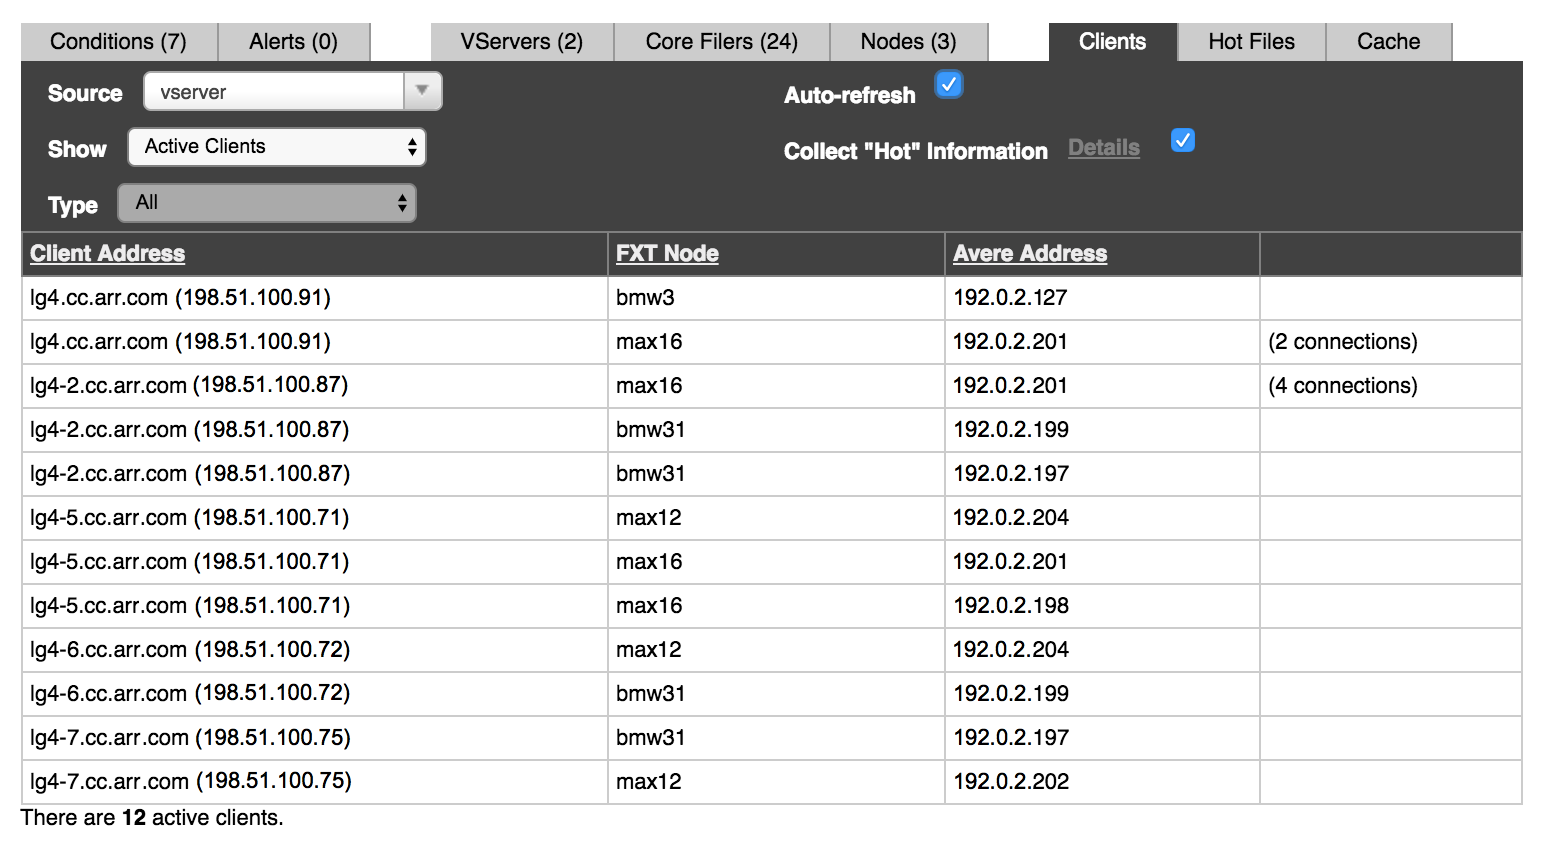 Conditions (7) Alerts (0) VServers (2) Core Filers (24) Nodes (3) Clients Hot Files Cache
Source vserver Auto-refresh
Show Active Clients Collect "Hot" Information Details
Type All
Client Address FXT Node Avere Address
lg4.cc.arr.com (198.51.100.91) bmw3 192.0.2.127
lg4.cc.arr.com (198.51.100.91) max16 192.0.2.201 (2 connections)
lg4-2.cc.arr.com (198.51.100.87) max16 192.0.2.201 (4 connections)
lg4-2.cc.arr.com (198.51.100.87) bmw31 192.0.2.199
lg4-2.cc.arr.com (198.51.100.87) bmw31 192.0.2.197
lg4-5.cc.arr.com (198.51.100.71) max12 192.0.2.204
lg4-5.cc.arr.com (198.51.100.71) max16 192.0.2.201
lg4-5.cc.arr.com (198.51.100.71) max16 192.0.2.198
lg4-6.cc.arr.com (198.51.100.72) max12 192.0.2.204
lg4-6.cc.arr.com (198.51.100.72) bmw31 192.0.2.199
lg4-7.cc.arr.com (198.51.100.75) bmw31 192.0.2.197
lg4-7.cc.arr.com (198.51.100.75) max12 192.0.2.202
There are 12 active clients.